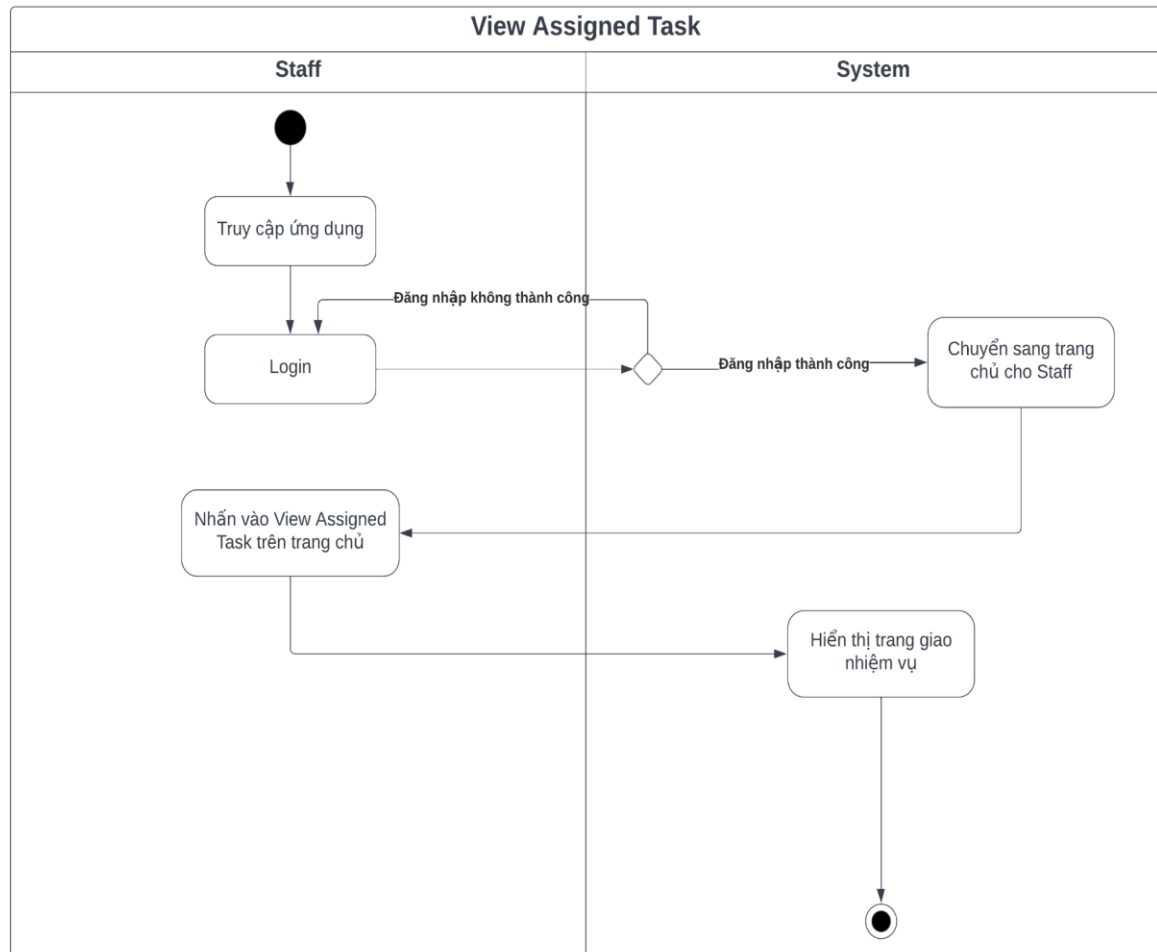 View Assigned Task
Staff
System
Truy cập ứng dụng
Đăng nhập không thành công
Login
Đăng nhập thành công
Chuyển sang trang
chủ cho Staff
Nhấn vào View Assigned
Task trên trang chủ
Hiển thị trang giao
nhiệm vụ